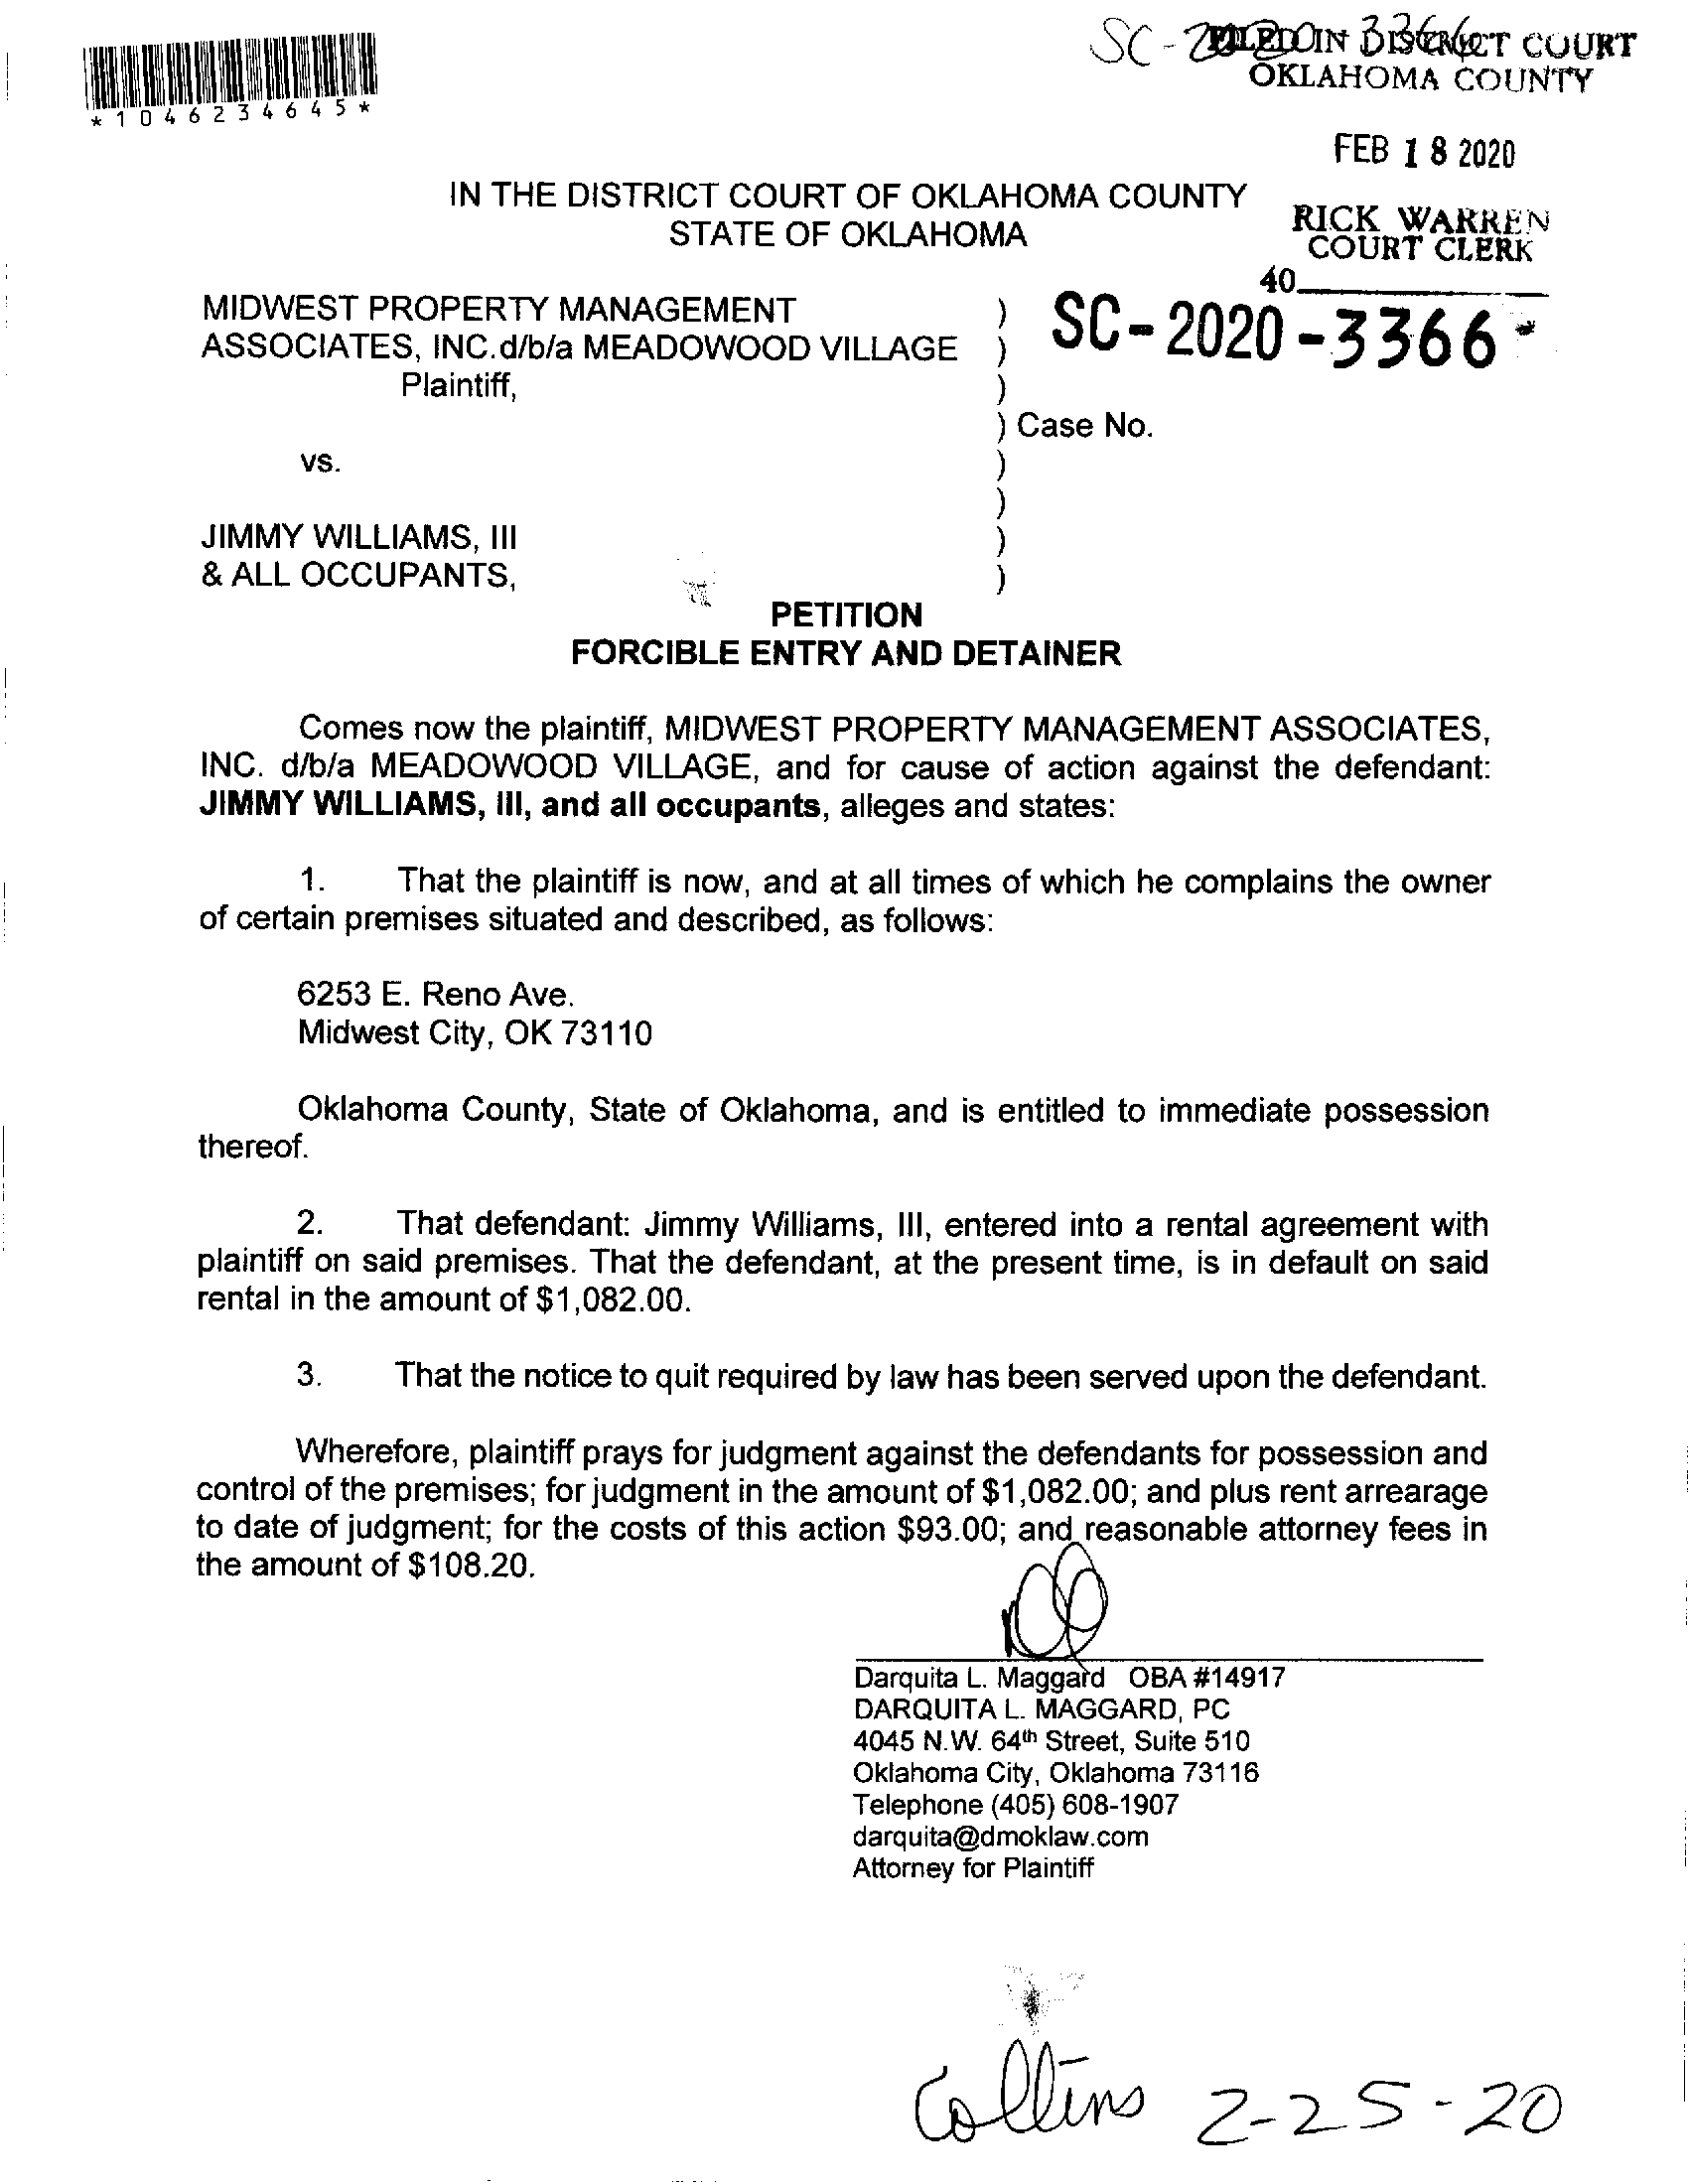 SC-2020-3366
FILED IN DISTRICT COURT
OKLAHOMA COUNTY
*1046234645*
FEB 18 2020
IN THE DISTRICT COURT OF OKLAHOMA COUNTY
STATE OF OKLAHOMA
RICK WARREN
COURT CLERK
40
MIDWEST PROPERTY MANAGEMENT )
ASSOCIATES, INC.d/b/a MEADOWOOD VILLAGE ) SC-2020-3366-
Plaintiff, )
) Case No.
vs. )
)
JIMMY WILLIAMS, III )
& ALL OCCUPANTS, )
PETITION
FORCIBLE ENTRY AND DETAINER
Comes now the plaintiff, MIDWEST PROPERTY MANAGEMENT ASSOCIATES,
INC. d/b/a MEADOWOOD VILLAGE, and for cause of action against the defendant:
JIMMY WILLIAMS, III, and all occupants, alleges and states:
1. That the plaintiff is now, and at all times of which he complains the owner
of certain premises situated and described, as follows:
6253 E. Reno Ave.
Midwest City, OK 73110
Oklahoma County, State of Oklahoma, and is entitled to immediate possession
thereof.
2. That defendant: Jimmy Williams, III, entered into a rental agreement with
plaintiff on said premises. That the defendant, at the present time, is in default on said
rental in the amount of $1,082.00.
3. That the notice to quit required by law has been served upon the defendant.
Wherefore, plaintiff prays for judgment against the defendants for possession and
control of the premises; for judgment in the amount of $1,082.00; and plus rent arrearage
to date of judgment; for the costs of this action $93.00; and reasonable attorney fees in
the amount of $108.20.
Darquita L. Maggard OBA #14917
DARQUITA L. MAGGARD, PC
4045 N.W. 64th Street, Suite 510
Oklahoma City, Oklahoma 73116
Telephone (405) 608-1907
darquita@dmoklaw.com
Attorney for Plaintiff
Collins 2-25-20